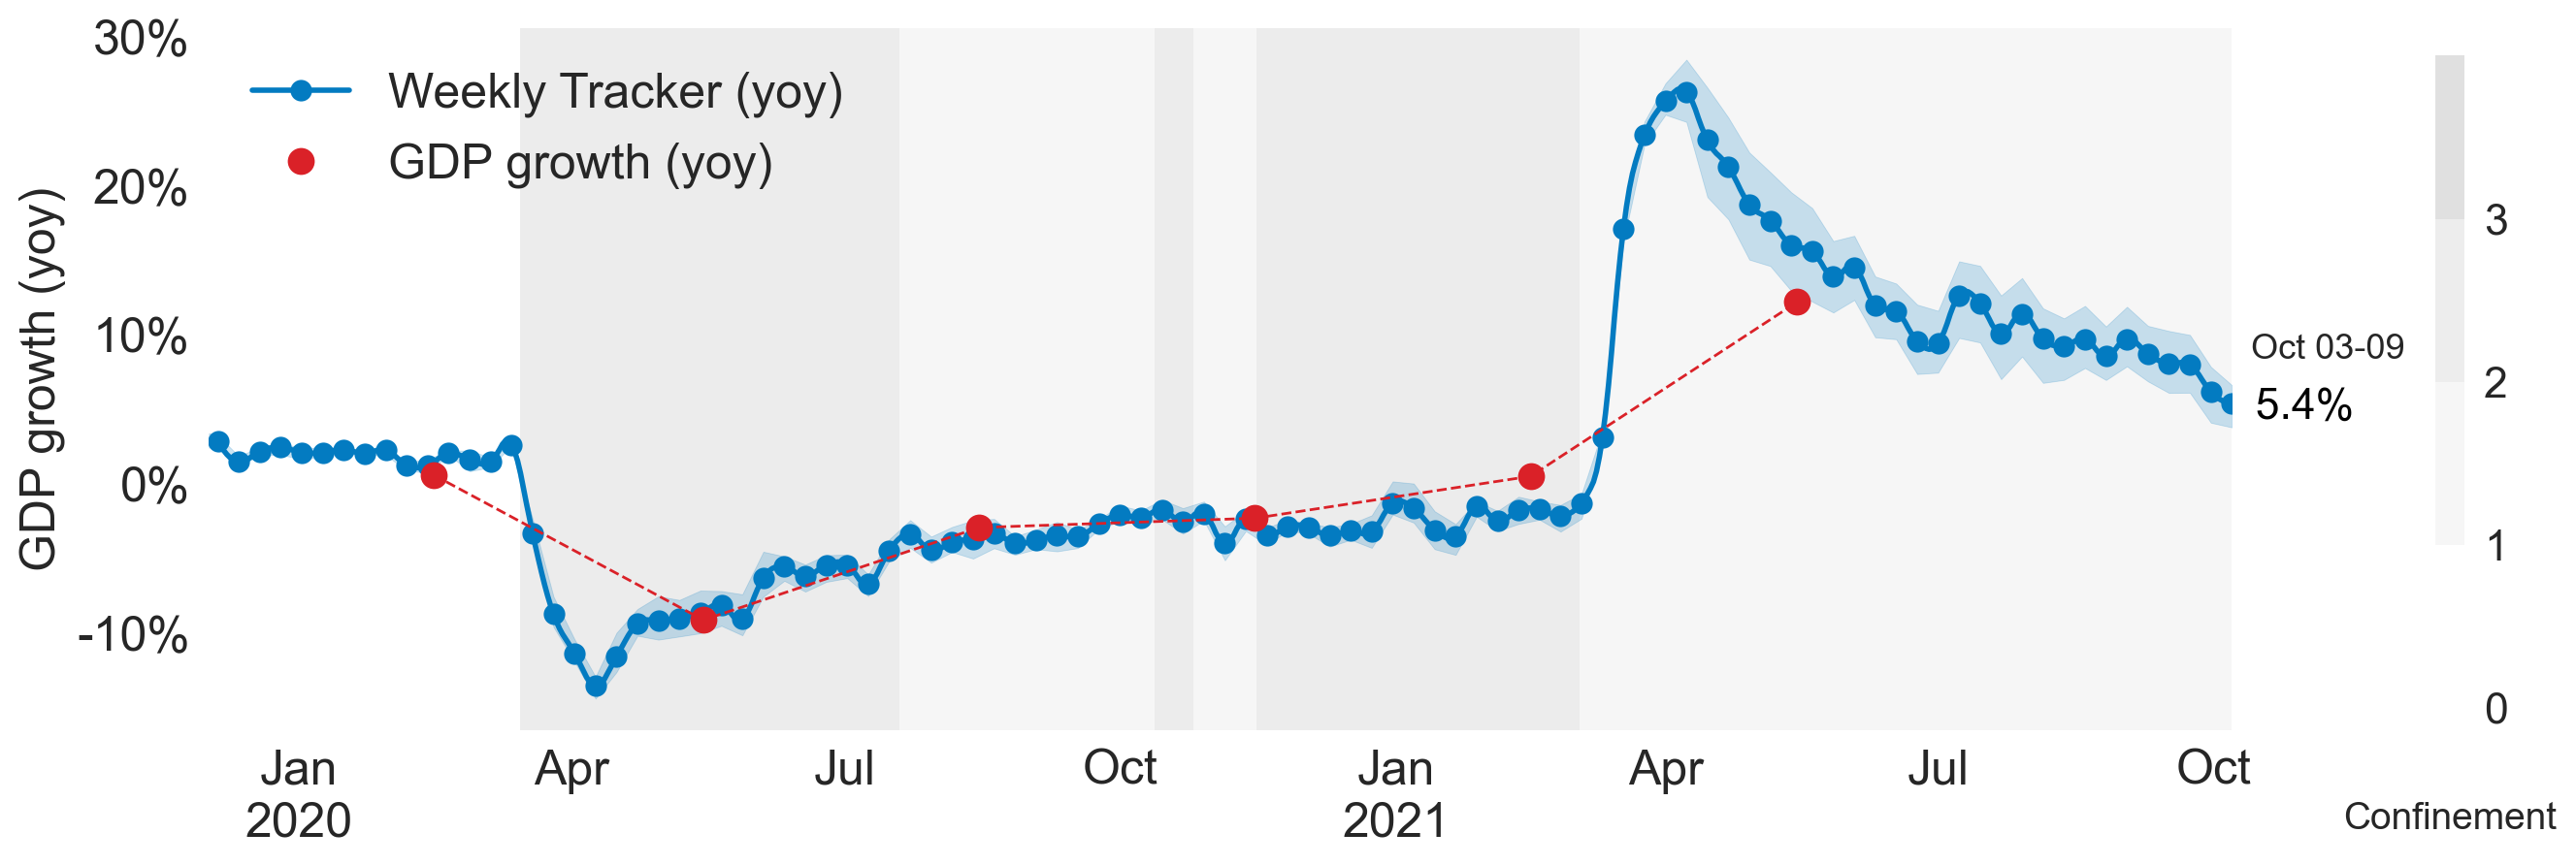 30%
20%
10%
0%
-10%
GDP growth (yoy)
Weekly Tracker (yoy)
GDP growth (yoy)
Oct 03-09
5.4%
3
2
1
0
Jan Apr Jul Oct Jan Apr Jul Oct
2020 2021
Confinement